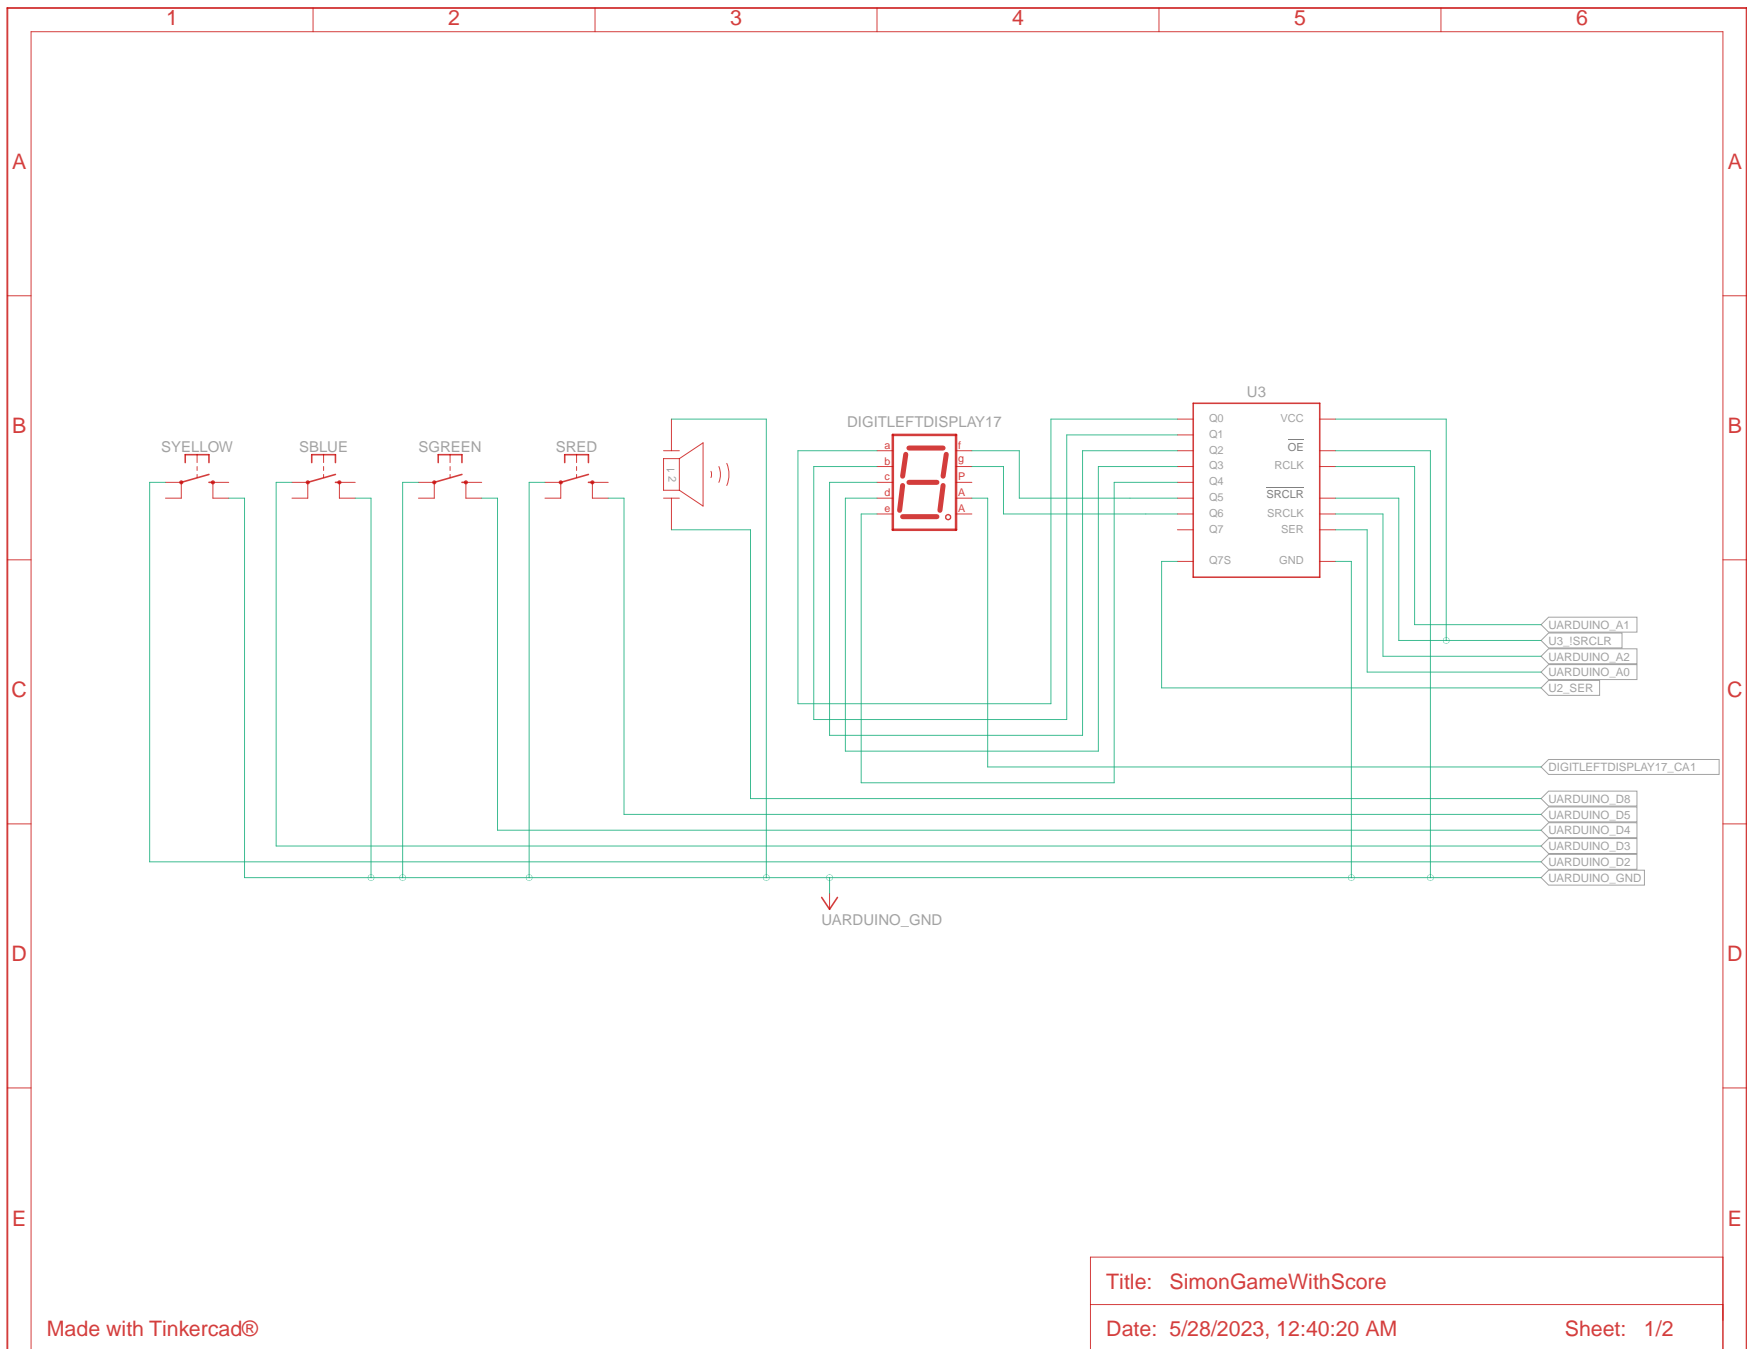 1 2 3 4 5 6
A A
B B
C C
D D
E E
SYELLOW
SBLUE
SGREEN
SRED
1 2
DIGITLEFTDISPLAY17
a f
b g
c P
d A
e A
U3
Q0 VCC
Q1
Q2 OE
Q3 RCLK
Q4
Q5 SRCLR
Q6 SRCLK
Q7 SER
Q7S GND
UARDUINO_A1
U3_!SRCLR
UARDUINO_A2
UARDUINO_A0
U2_SER
DIGITLEFTDISPLAY17_CA1
UARDUINO_D8
UARDUINO_D5
UARDUINO_D4
UARDUINO_D3
UARDUINO_D2
UARDUINO_GND
UARDUINO_GND
Title: SimonGameWithScore
Made with Tinkercad®
Date: 5/28/2023, 12:40:20 AM Sheet: 1/2